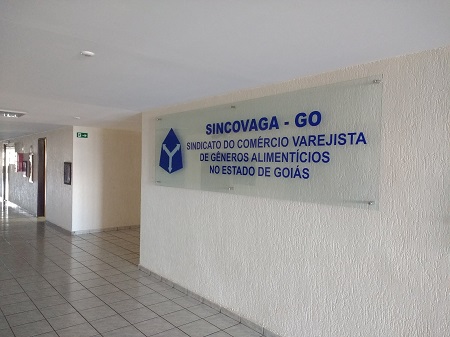 SINCOVAGA - GO
SINDICATO DO COMÉRCIO VAREJISTA
DE GÊNEROS ALIMENTÍCIOS
NO ESTADO DE GOIÁS